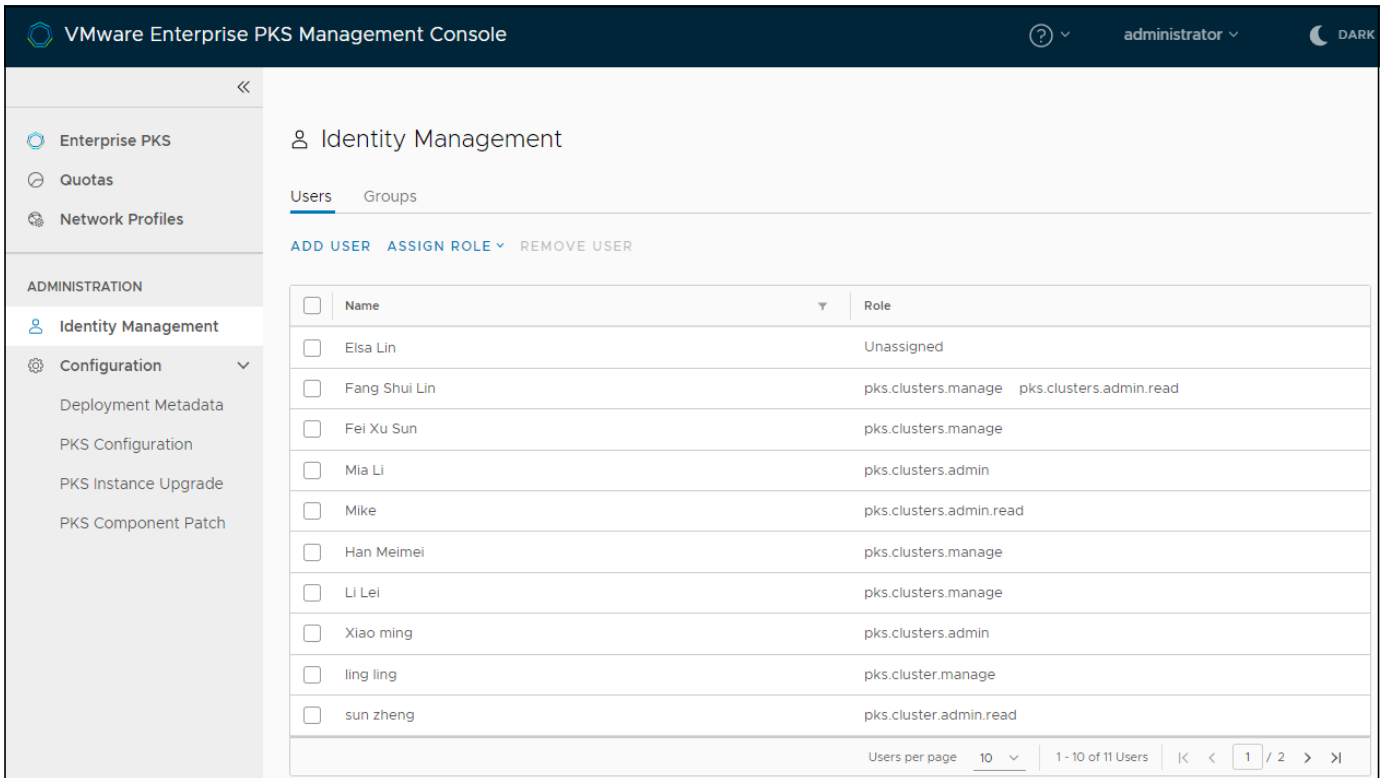 VMware Enterprise PKS Management Console
? administrator DARK
Enterprise PKS
Quotas
Network Profiles
ADMINISTRATION
Identity Management
Configuration
Deployment Metadata
PKS Configuration
PKS Instance Upgrade
PKS Component Patch
Identity Management
Users Groups
ADD USER ASSIGN ROLE REMOVE USER
Name Role
Elsa Lin Unassigned
Fang Shui Lin pks.clusters.manage pks.clusters.admin.read
Fei Xu Sun pks.clusters.manage
Mia Li pks.clusters.admin
Mike pks.clusters.admin.read
Han Meimei pks.clusters.manage
Li Lei pks.clusters.manage
Xiao ming pks.clusters.admin
ling ling pks.cluster.manage
sun zheng pks.cluster.admin.read
Users per page 10 1 - 10 of 11 Users 1 / 2